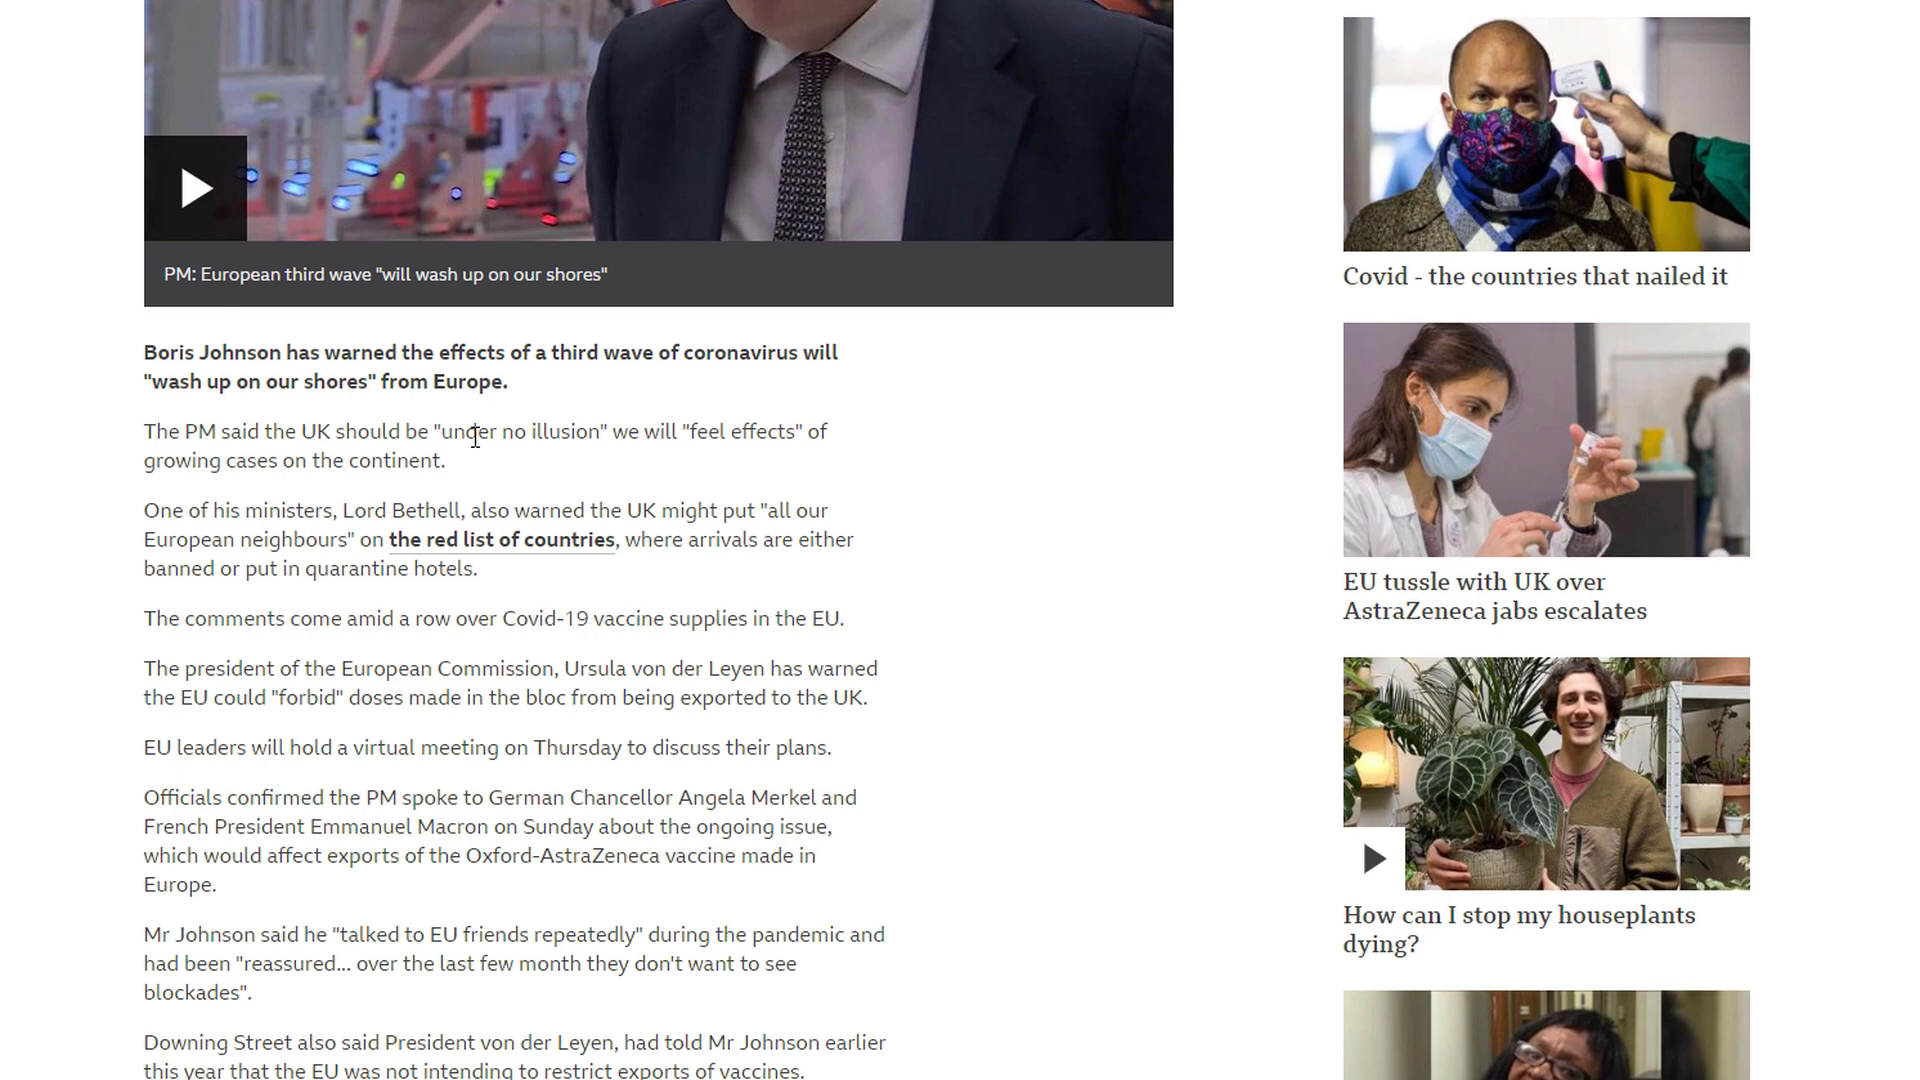 PM: European third wave "will wash up on our shores"
Boris Johnson has warned the effects of a third wave of coronavirus will
"wash up on our shores" from Europe.
The PM said the UK should be "under no illusion" we will "feel effects" of
growing cases on the continent.
One of his ministers, Lord Bethell, also warned the UK might put "all our
European neighbours" on the red list of countries, where arrivals are either
banned or put in quarantine hotels.
The comments come amid a row over Covid-19 vaccine supplies in the EU.
The president of the European Commission, Ursula von der Leyen has warned
the EU could "forbid" doses made in the bloc from being exported to the UK.
EU leaders will hold a virtual meeting on Thursday to discuss their plans.
Officials confirmed the PM spoke to German Chancellor Angela Merkel and
French President Emmanuel Macron on Sunday about the ongoing issue,
which would affect exports of the Oxford-AstraZeneca vaccine made in
Europe.
Mr Johnson said he "talked to EU friends repeatedly" during the pandemic and
had been "reassured... over the last few month they don't want to see
blockades".
Downing Street also said President von der Leyen, had told Mr Johnson earlier
this year that the EU was not intending to restrict exports of vaccines.
Covid - the countries that nailed it
EU tussle with UK over
AstraZeneca jabs escalates
How can I stop my houseplants
dying?